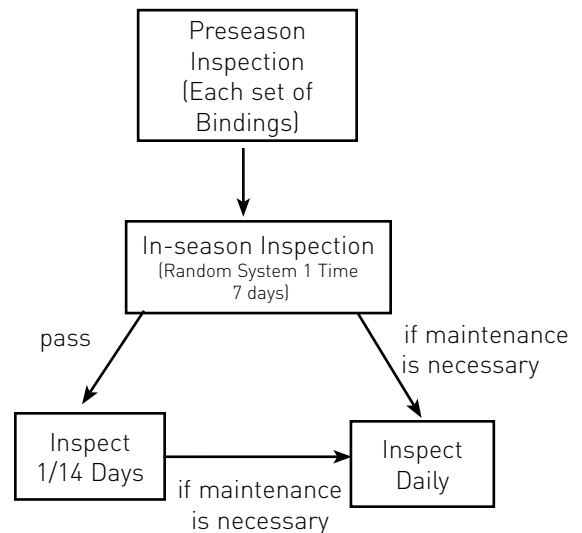 Preseason
Inspection
(Each set of
Bindings)
In-season Inspection
(Random System 1 Time
7 days)
pass
if maintenance
is necessary
Inspect
1/14 Days
if maintenance
is necessary
Inspect
Daily